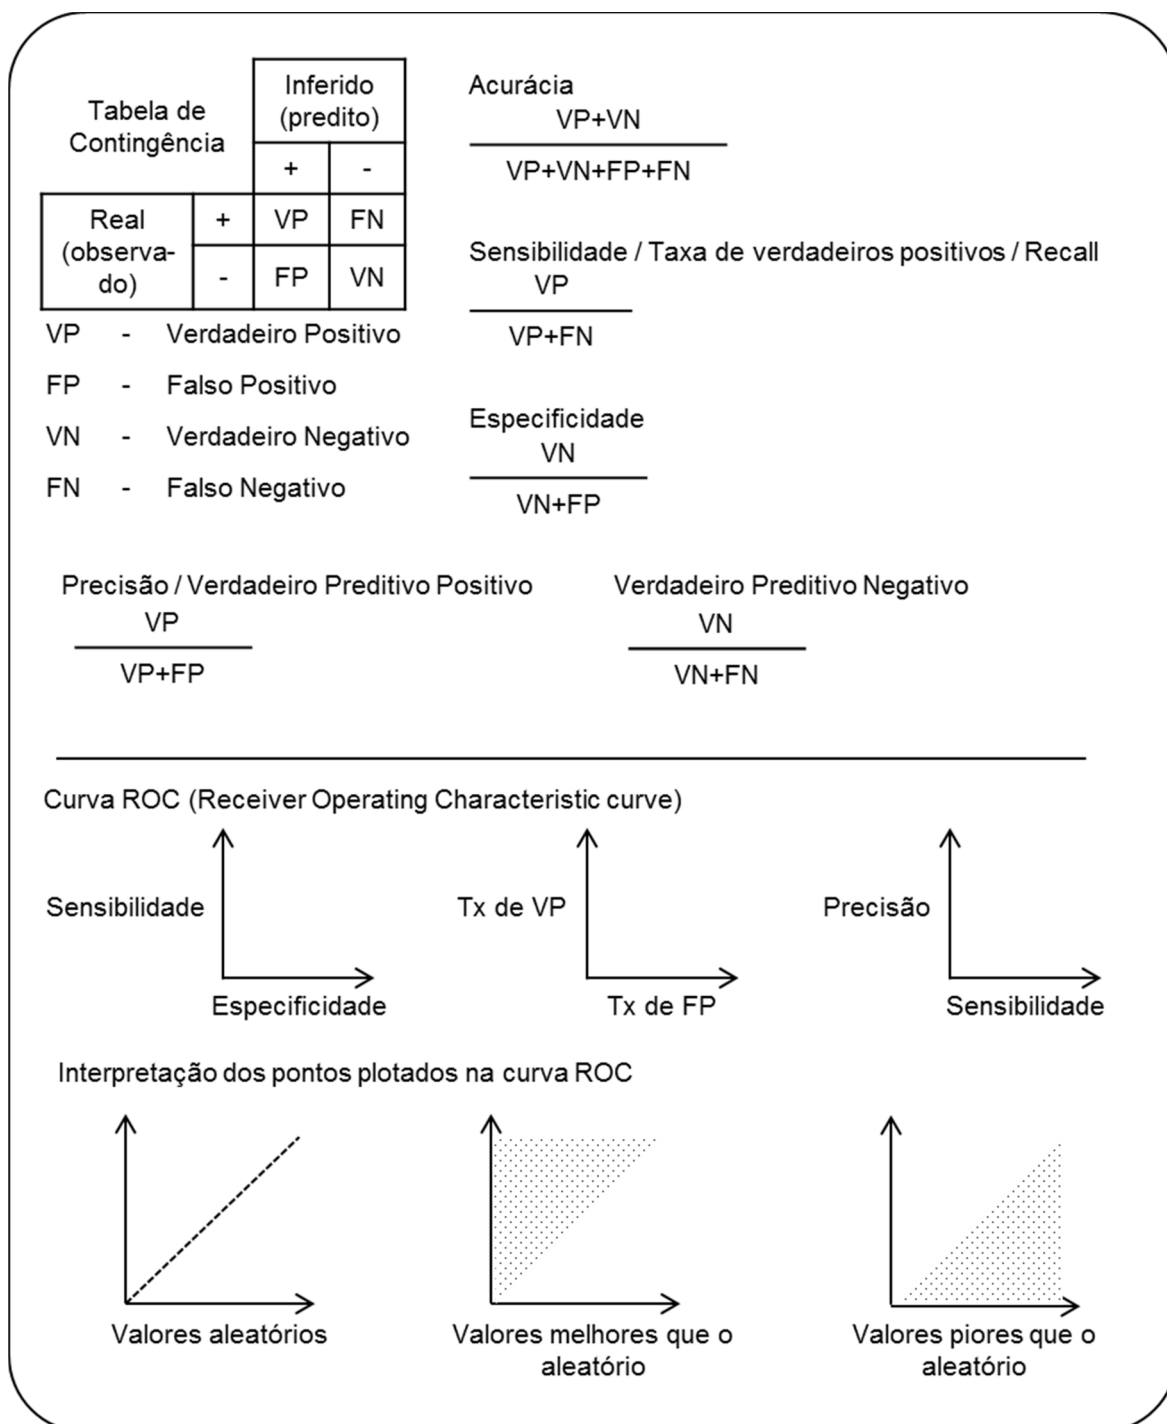 Tabela de
Contingência
Inferido
(predito)
+ -
Real
(observa-
do)
+ VP FN
- FP VN
VP - Verdadeiro Positivo
FP - Falso Positivo
VN - Verdadeiro Negativo
FN - Falso Negativo
Acurácia
VP+VN
VP+VN+FP+FN
Sensibilidade / Taxa de verdadeiros positivos / Recall
VP
VP+FN
Especificidade
VN
VN+FP
Precisão / Verdadeiro Preditivo Positivo
VP
VP+FP
Verdadeiro Preditivo Negativo
VN
VN+FN
Curva ROC (Receiver Operating Characteristic curve)
Sensibilidade
Especificidade
Tx de VP
Tx de FP
Precisão
Sensibilidade
Interpretação dos pontos plotados na curva ROC
Valores aleatórios
Valores melhores que o
aleatório
Valores piores que o
aleatório